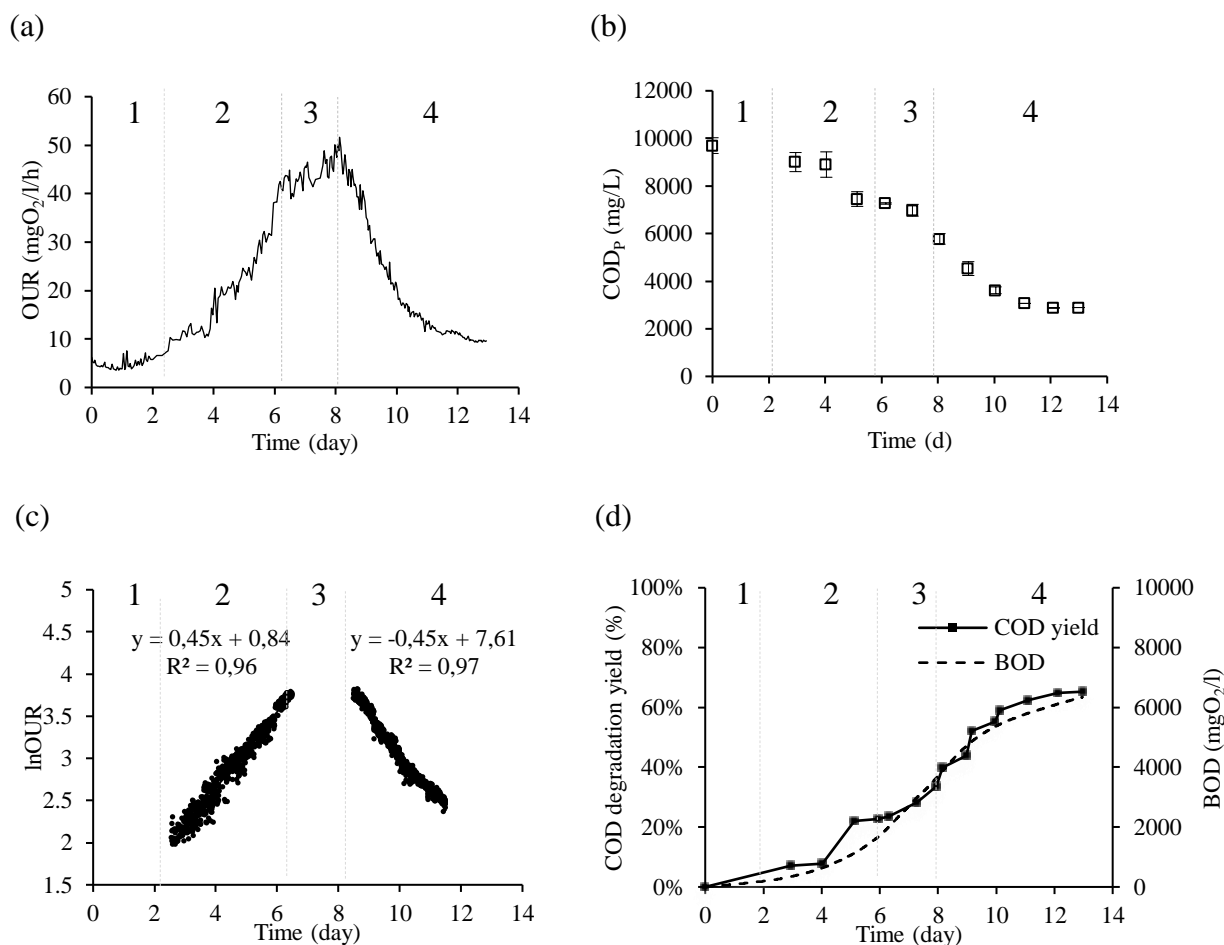 (a)
1 2 3 4
60
50
40
30
20
10
0
OUR (mgO₂/l/h)
0 2 4 6 8 10 12 14
Time (day)
(b)
1 2 3 4
12000
10000
8000
6000
4000
2000
0
COD_P (mg/L)
0 2 4 6 8 10 12 14
Time (d)
(c)
1 2 3 4
5
4.5
4
3.5
3
2.5
2
1.5
lnOUR
y = 0,45x + 0,84
R² = 0,96
y = -0,45x + 7,61
R² = 0,97
0 2 4 6 8 10 12 14
Time (day)
(d)
1 2 3 4
100%
80%
60%
40%
20%
0%
COD degradation yield (%)
COD yield
BOD
10000
8000
6000
4000
2000
0
BOD (mgO₂/l)
0 2 4 6 8 10 12 14
Time (day)